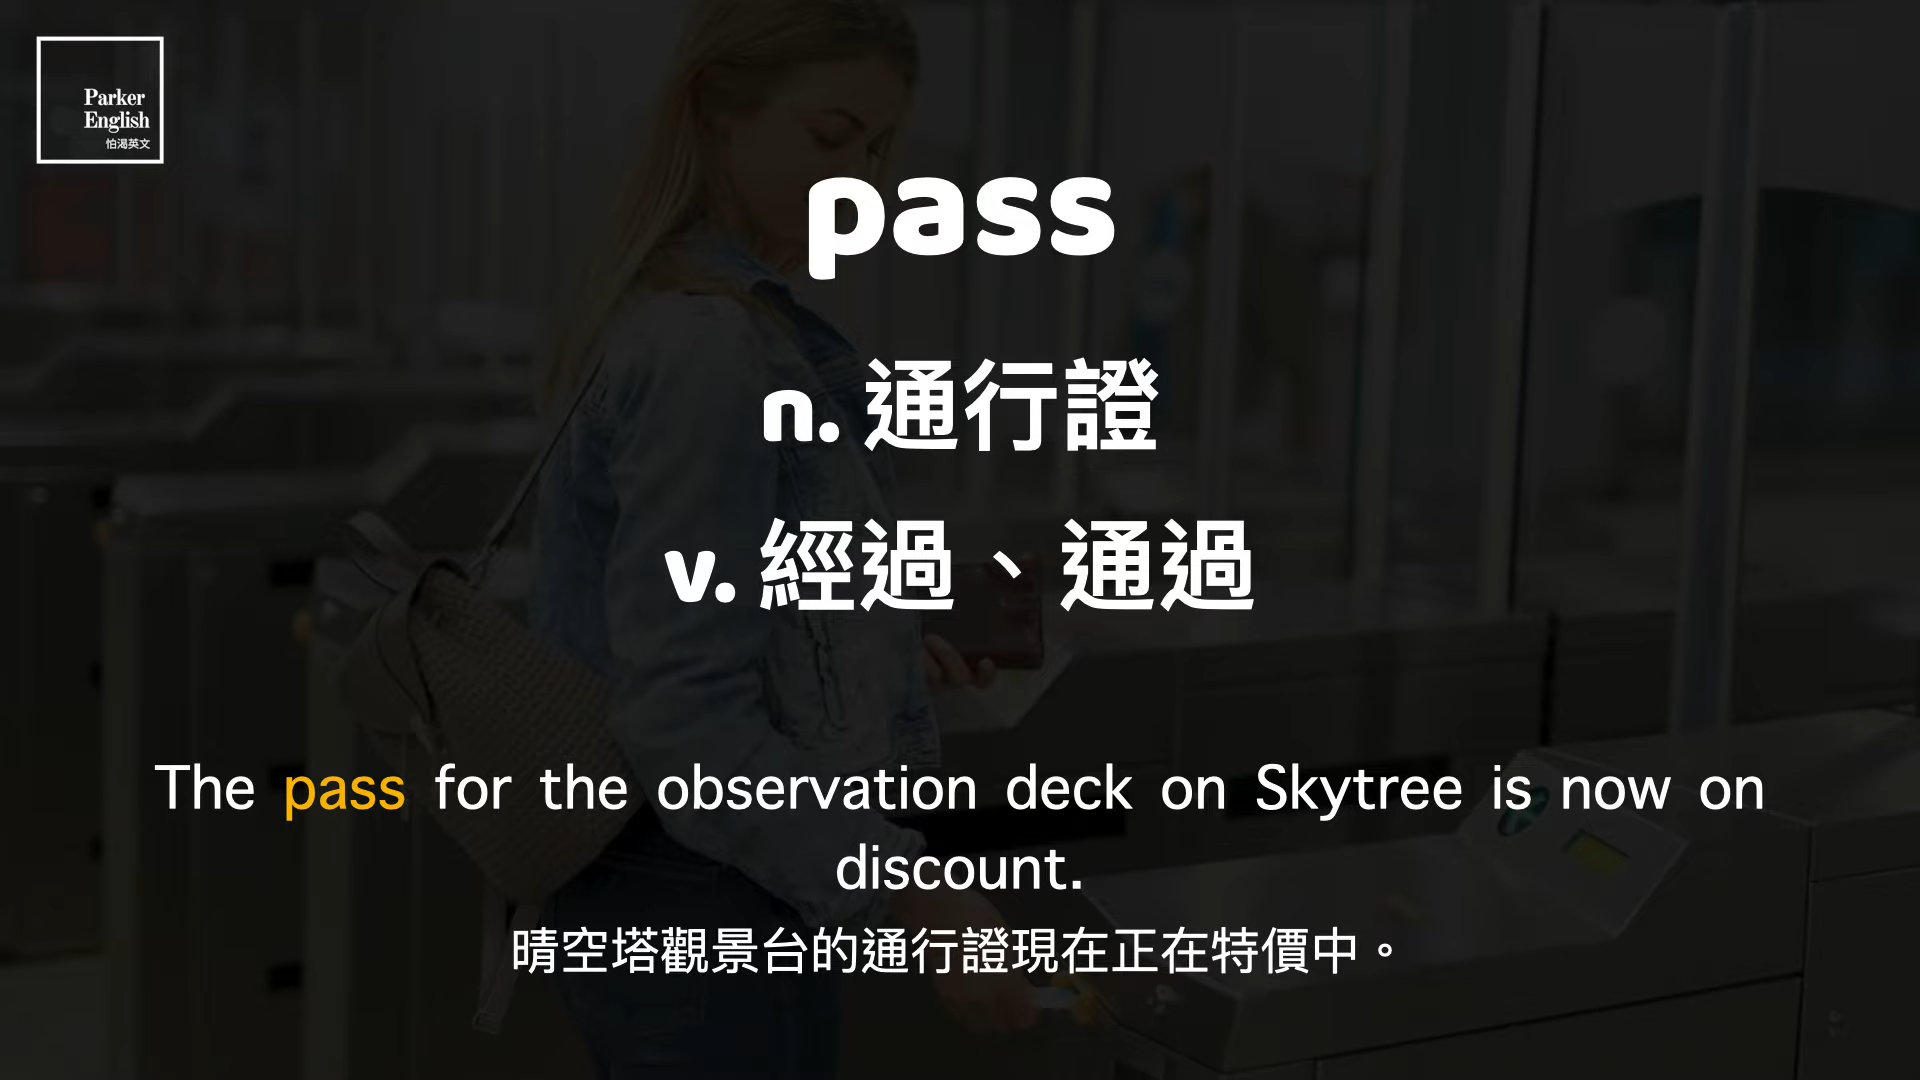 Parker
English
怕渴英文
pass
n. 通行證
v. 經過、通過
The pass for the observation deck on Skytree is now on
discount.
晴空塔觀景台的通行證現在正在特價中。